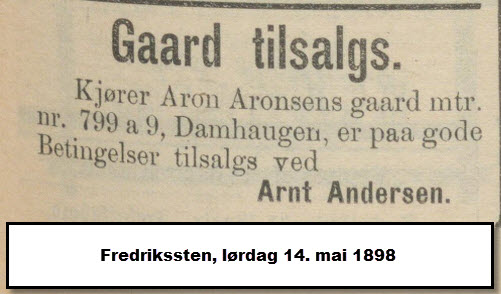 Gaard tilsalgs.
Kjører Aron Aronsens gaard mtr.
nr. 799 a 9, Damhaugen, er paa gode
Betingelser tilsalgs ved
Arnt Andersen.
Fredrikssten, lørdag 14. mai 1898